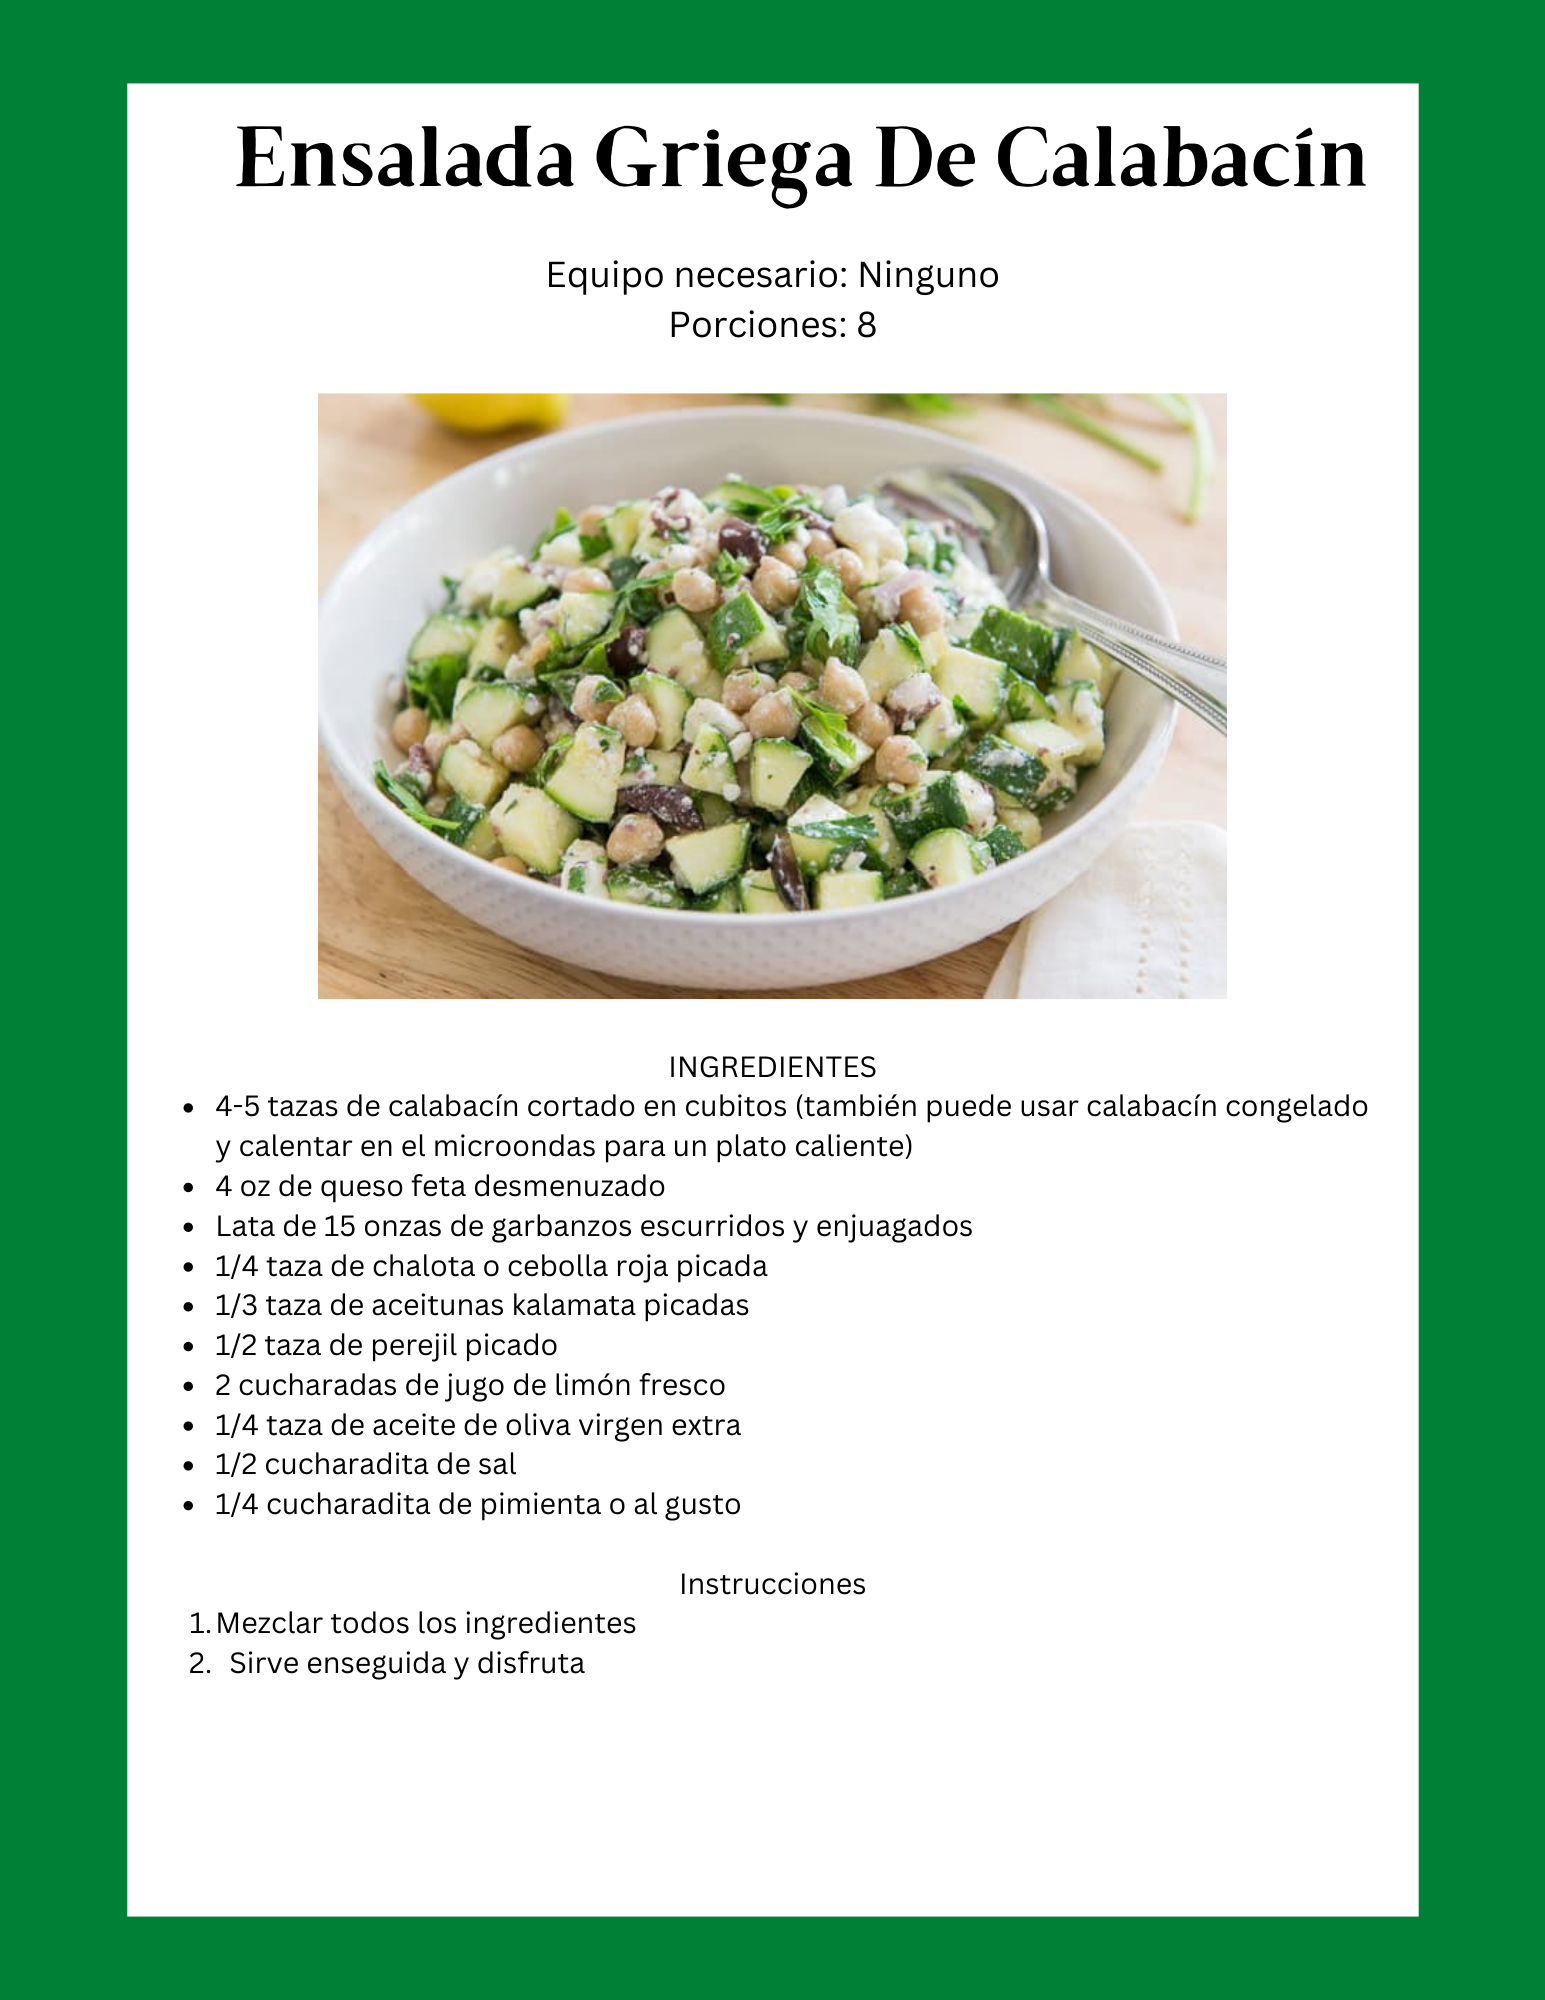 Ensalada Griega De Calabacín
Equipo necesario: Ninguno
Porciones: 8
INGREDIENTES
• 4-5 tazas de calabacín cortado en cubitos (también puede usar calabacín congelado
y calentar en el microondas para un plato caliente)
• 4 oz de queso feta desmenuzado
• Lata de 15 onzas de garbanzos escurridos y enjuagados
• 1/4 taza de chalota o cebolla roja picada
• 1/3 taza de aceitunas kalamata picadas
• 1/2 taza de perejil picado
• 2 cucharadas de jugo de limón fresco
• 1/4 taza de aceite de oliva virgen extra
• 1/2 cucharadita de sal
• 1/4 cucharadita de pimienta o al gusto
Instrucciones
1. Mezclar todos los ingredientes
2. Sirve enseguida y disfruta